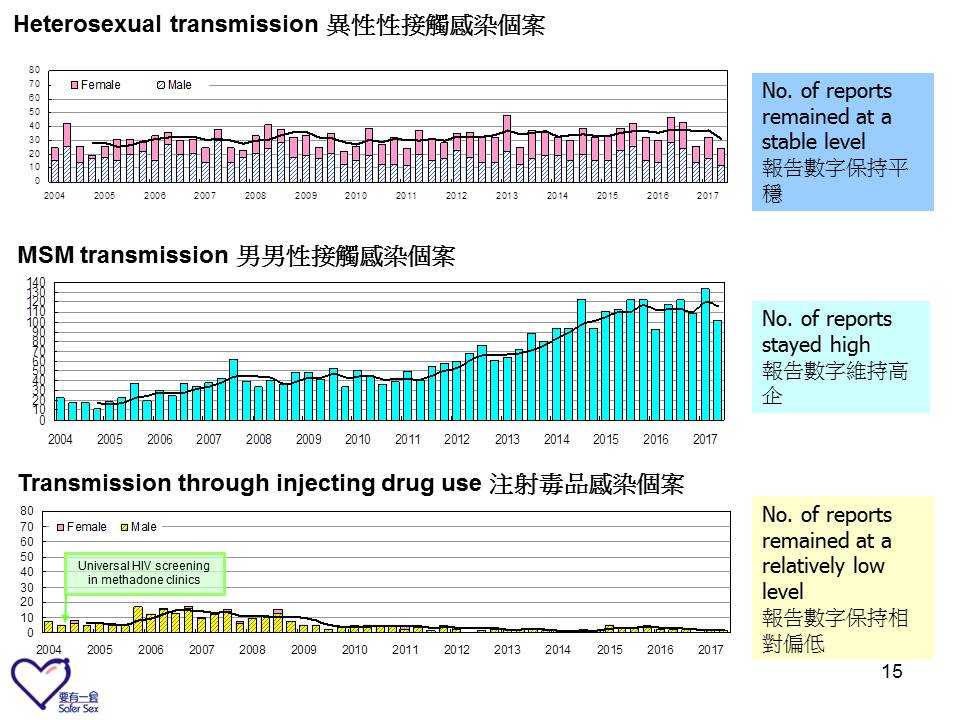 Heterosexual transmission 異性性接觸感染個案
80
70
60
50
40
30
20
10
0
Female Male
2004 2005 2006 2007 2008 2009 2010 2011 2012 2013 2014 2015 2016 2017
No. of reports
remained at a
stable level
報告數字保持平
穩
MSM transmission 男男性接觸感染個案
140
130
120
110
100
90
80
70
60
50
40
30
20
10
0
2004 2005 2006 2007 2008 2009 2010 2011 2012 2013 2014 2015 2016 2017
No. of reports
stayed high
報告數字維持高
企
Transmission through injecting drug use 注射毒品感染個案
80
70
60
50
40
30
20
10
0
Female Male
Universal HIV screening
in methadone clinics
2004 2005 2006 2007 2008 2009 2010 2011 2012 2013 2014 2015 2016 2017
No. of reports
remained at a
relatively low
level
報告數字保持相
對偏低
要有一套
Safer Sex
15